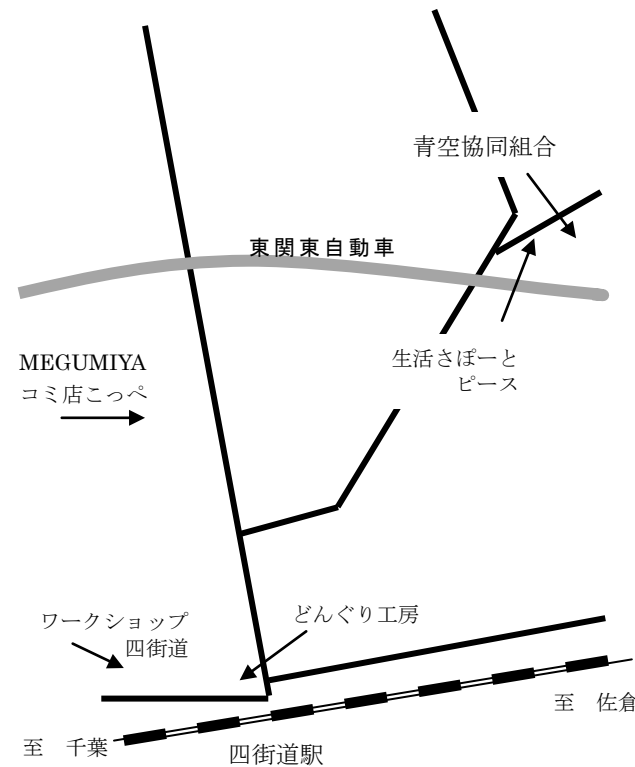 青空協同組合
東関東自動車
MEGUMIYA
コミ店こっぺ
生活さぽーと
ピース
ワークショップ
四街道
どんぐり工房
至　佐倉
至　千葉
四街道駅